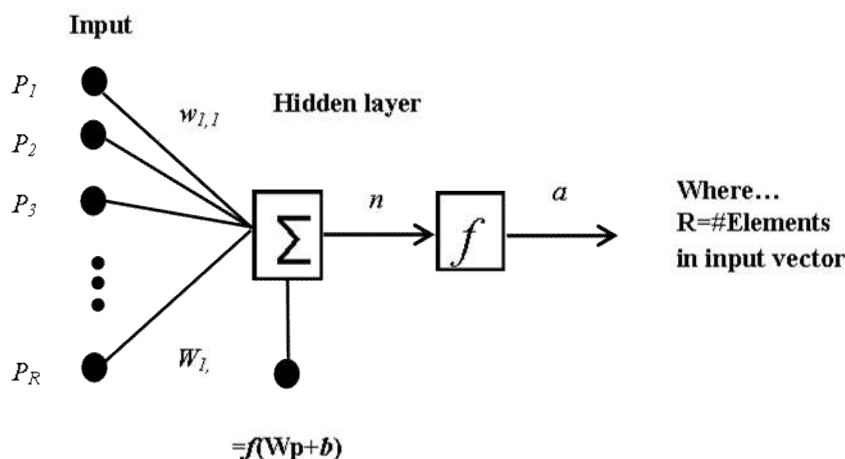 Input
P1
w1,1
Hidden layer
P2
P3
Σ
n
f
a
Where...
R=#Elements
in input vector
PR
W1,
=f(Wp+b)